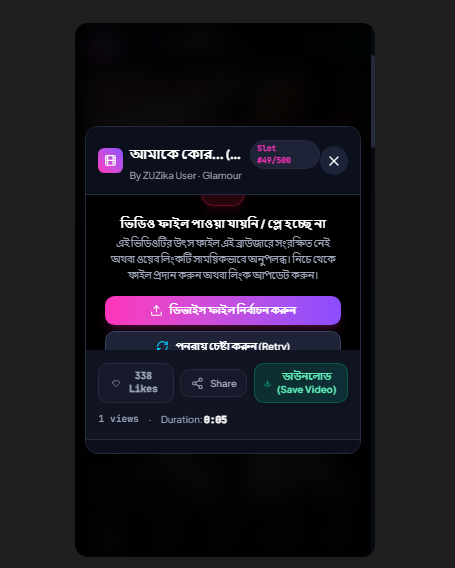 আমাকে কোর... (...
Slot
#49/500
By ZUZika User · Glamour
ভিডিও ফাইল পাওয়া যায়নি / প্লে হচ্ছে না
এই ভিডিওটির উৎস ফাইল এই ব্রাউজারে সংরক্ষিত নেই
অথবা ওয়েব লিংকটি সাময়িকভাবে অনুপলব্ধ। নিচে থেকে
ফাইল প্রদান করুন অথবা লিংক আপডেট করুন।
ডিভাইস ফাইল নির্বাচন করুন
পুনরায় চেষ্টা করুন (Retry)
338
Likes
Share
ডাউনলোড
(Save Video)
1 views · Duration: 0:05